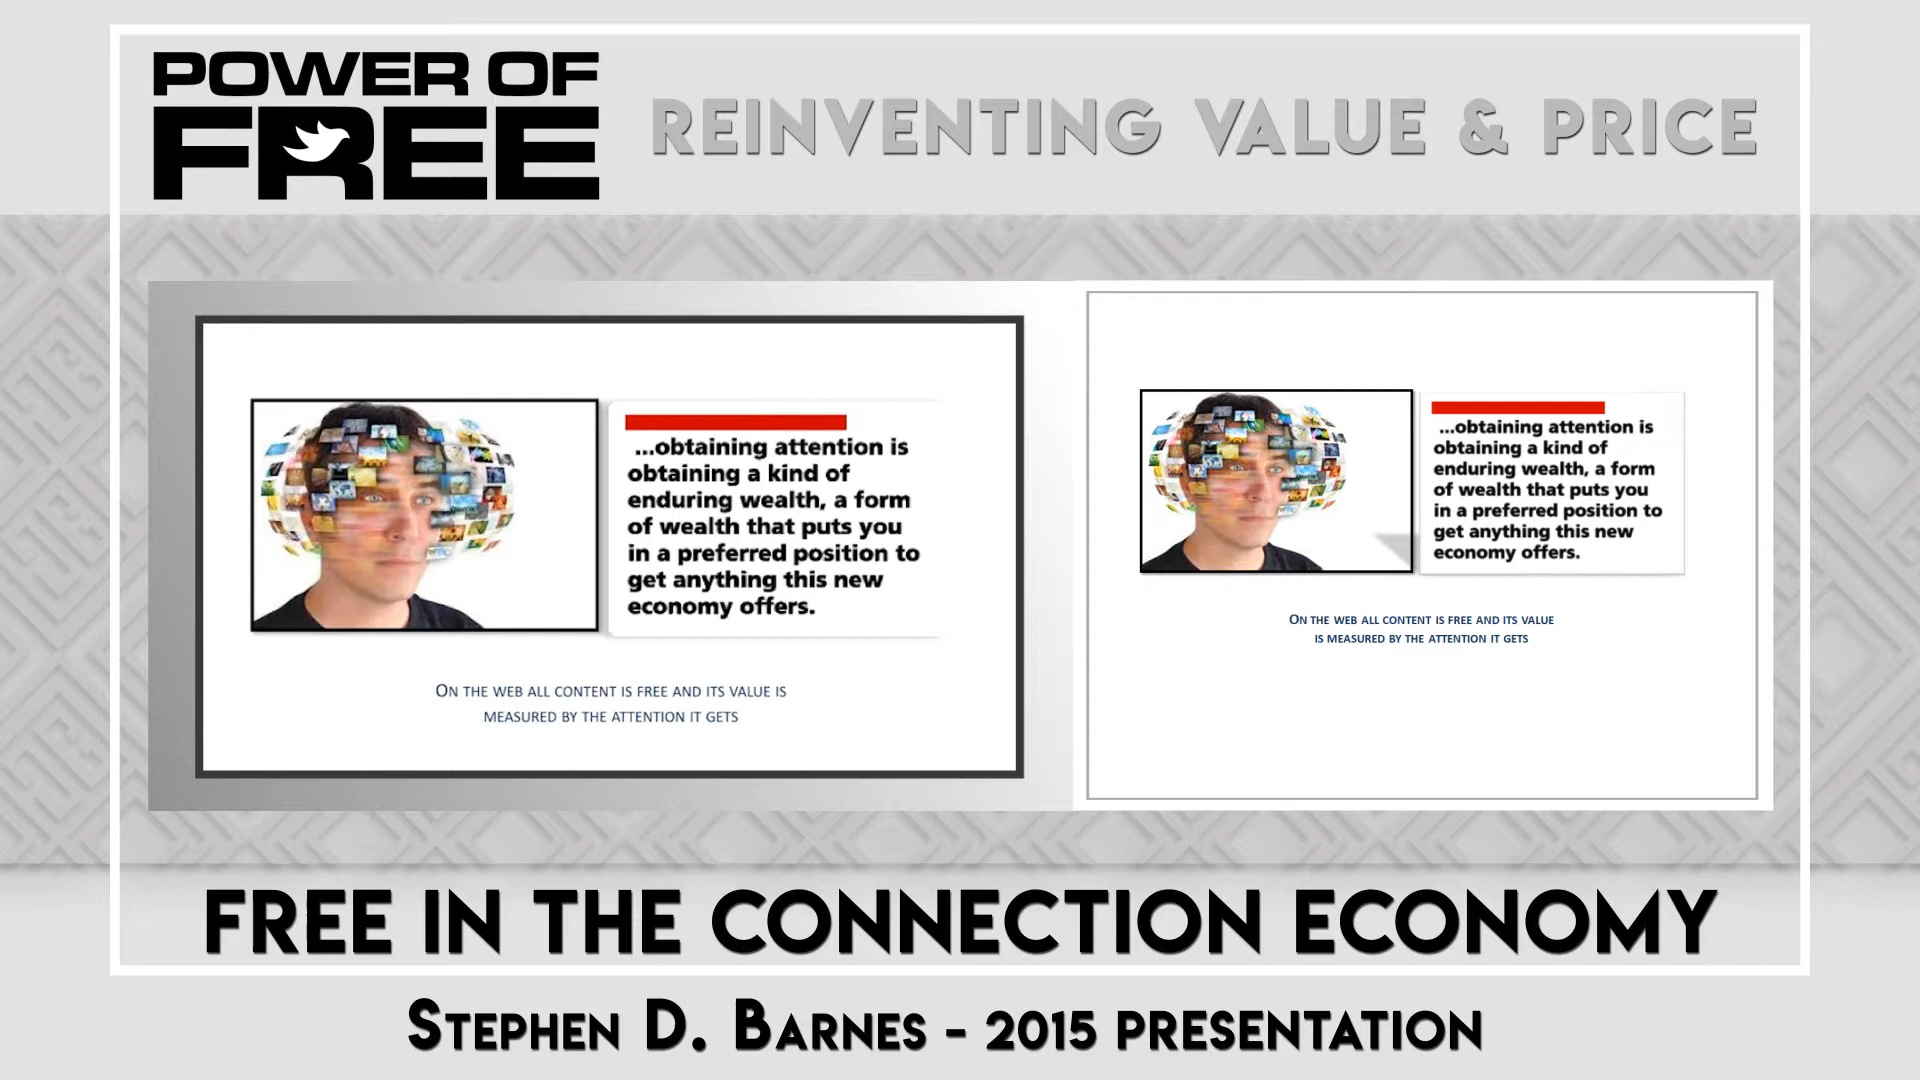 POWER OF
FREE
REINVENTING VALUE & PRICE
...obtaining attention is
obtaining a kind of
enduring wealth, a form
of wealth that puts you
in a preferred position to
get anything this new
economy offers.
ON THE WEB ALL CONTENT IS FREE AND ITS VALUE IS
MEASURED BY THE ATTENTION IT GETS
...obtaining attention is
obtaining a kind of
enduring wealth, a form
of wealth that puts you
in a preferred position to
get anything this new
economy offers.
ON THE WEB ALL CONTENT IS FREE AND ITS VALUE
IS MEASURED BY THE ATTENTION IT GETS
FREE IN THE CONNECTION ECONOMY
STEPHEN D. BARNES - 2015 PRESENTATION